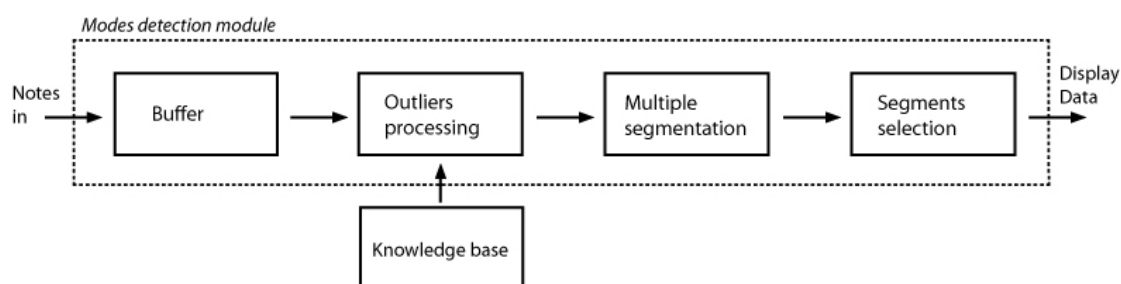 Modes detection module
Notes
in
Buffer
Outliers
processing
Multiple
segmentation
Segments
selection
Display
Data
Knowledge base